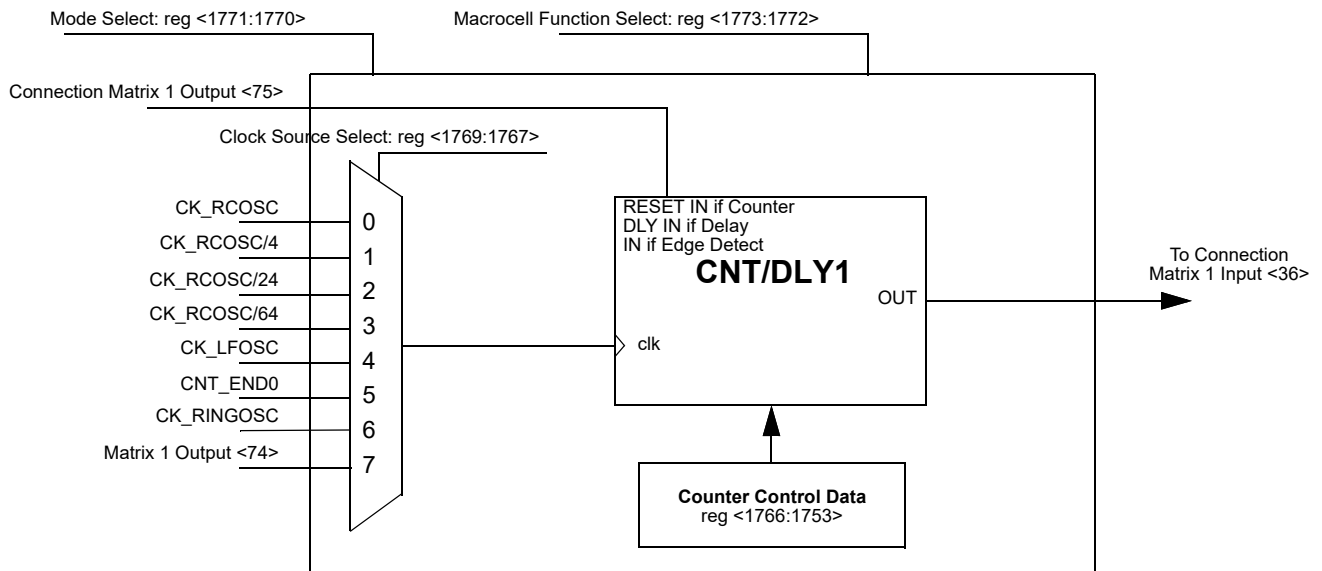 Mode Select: reg <1771:1770>
Macrocell Function Select: reg <1773:1772>
Connection Matrix 1 Output <75>
Clock Source Select: reg <1769:1767>
CK_RCOSC
0
CK_RCOSC/4
1
CK_RCOSC/24
2
CK_RCOSC/64
3
CK_LFOSC
4
CNT_END0
5
CK_RINGOSC
6
Matrix 1 Output <74>
7
RESET IN if Counter
DLY IN if Delay
IN if Edge Detect
CNT/DLY1
OUT
clk
To Connection
Matrix 1 Input <36>
Counter Control Data
reg <1766:1753>